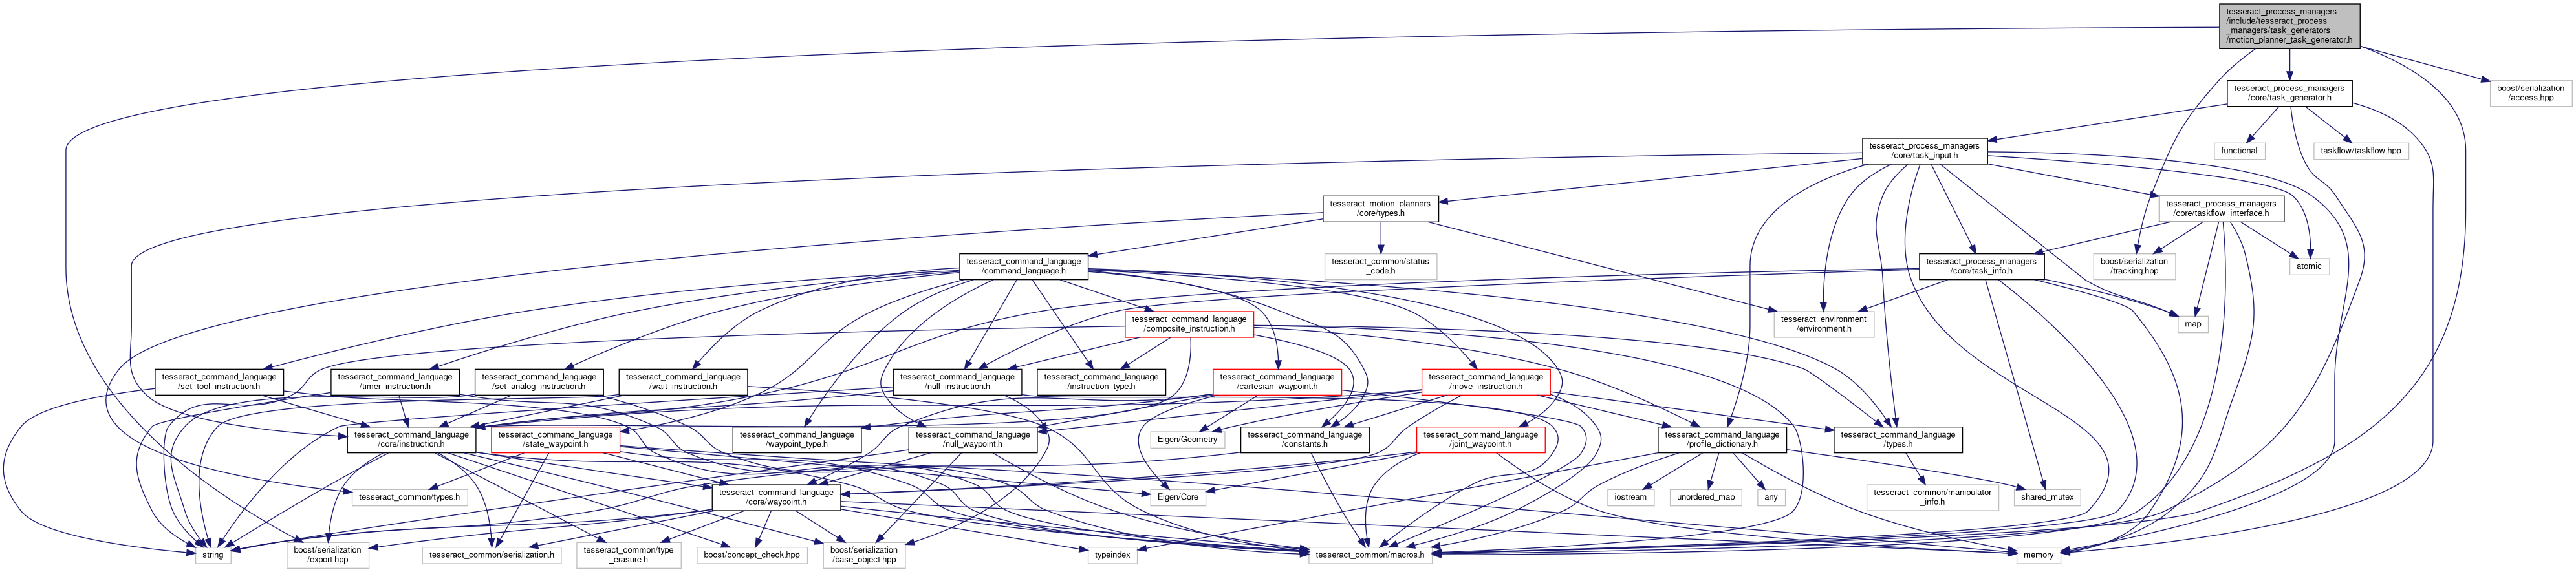 tesseract_process_managers
/include/tesseract_process
_managers/task_generators
/motion_planner_task_generator.h
tesseract_process_managers
/core/task_generator.h
boost/serialization
/access.hpp
tesseract_process_managers
/core/task_input.h
functional
taskflow/taskflow.hpp
tesseract_motion_planners
/core/types.h
tesseract_process_managers
/core/taskflow_interface.h
tesseract_command_language
/command_language.h
tesseract_common/status
_code.h
tesseract_process_managers
/core/task_info.h
boost/serialization
/tracking.hpp
atomic
tesseract_command_language
/composite_instruction.h
tesseract_environment
/environment.h
map
tesseract_command_language
/set_tool_instruction.h
tesseract_command_language
/timer_instruction.h
tesseract_command_language
/set_analog_instruction.h
tesseract_command_language
/wait_instruction.h
tesseract_command_language
/null_instruction.h
tesseract_command_language
/instruction_type.h
tesseract_command_language
/cartesian_waypoint.h
tesseract_command_language
/move_instruction.h
tesseract_command_language
/core/instruction.h
tesseract_command_language
/state_waypoint.h
tesseract_command_language
/waypoint_type.h
tesseract_command_language
/null_waypoint.h
Eigen/Geometry
tesseract_command_language
/constants.h
tesseract_command_language
/joint_waypoint.h
tesseract_command_language
/profile_dictionary.h
tesseract_command_language
/types.h
tesseract_common/types.h
tesseract_command_language
/core/waypoint.h
Eigen/Core
iostream
unordered_map
any
tesseract_common/manipulator
_info.h
shared_mutex
string
boost/serialization
/export.hpp
tesseract_common/serialization.h
tesseract_common/type
_erasure.h
boost/concept_check.hpp
boost/serialization
/base_object.hpp
typeindex
tesseract_common/macros.h
memory